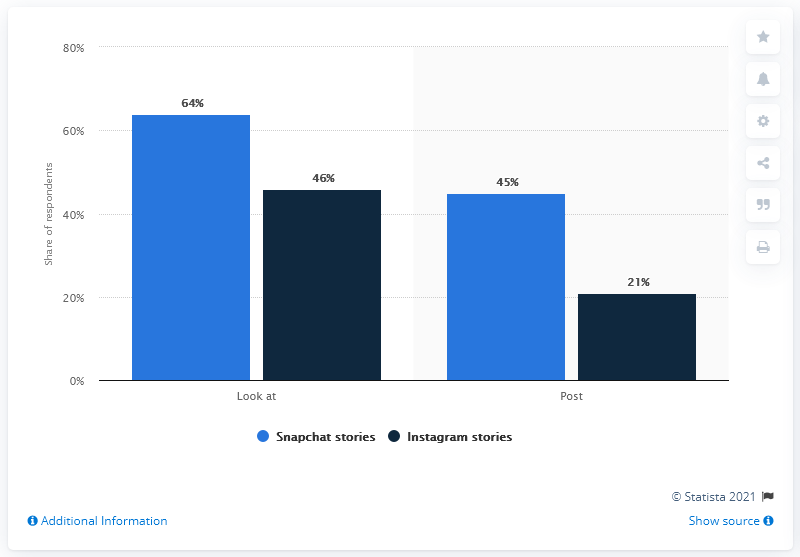 80%
60%
40%
20%
0%
Share of respondents
64%
46%
45%
21%
Look at
Post
Snapchat stories
Instagram stories
© Statista 2021
Additional Information
Show source